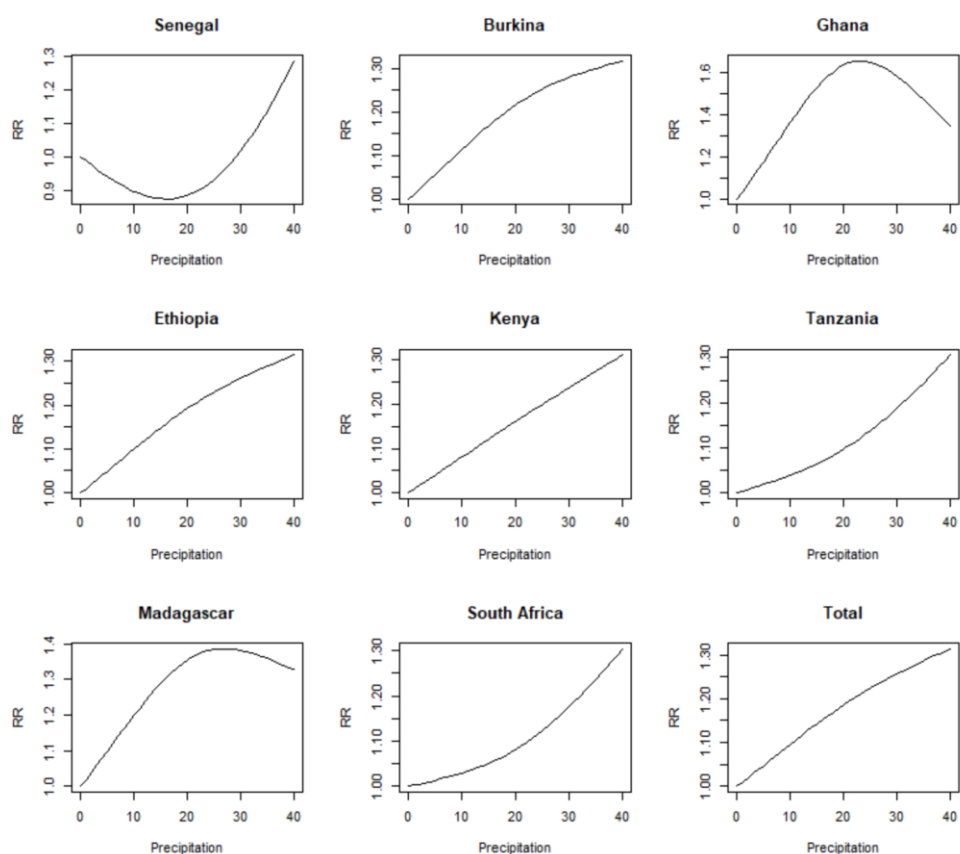 Senegal
RR
0.9 1.0 1.1 1.2 1.3
0 10 20 30 40
Precipitation
Burkina
RR
1.00 1.10 1.20 1.30
0 10 20 30 40
Precipitation
Ghana
RR
1.0 1.2 1.4 1.6
0 10 20 30 40
Precipitation
Ethiopia
RR
1.00 1.10 1.20 1.30
0 10 20 30 40
Precipitation
Kenya
RR
1.00 1.10 1.20 1.30
0 10 20 30 40
Precipitation
Tanzania
RR
1.00 1.10 1.20 1.30
0 10 20 30 40
Precipitation
Madagascar
RR
1.0 1.1 1.2 1.3 1.4
0 10 20 30 40
Precipitation
South Africa
RR
1.00 1.10 1.20 1.30
0 10 20 30 40
Precipitation
Total
RR
1.00 1.10 1.20 1.30
0 10 20 30 40
Precipitation